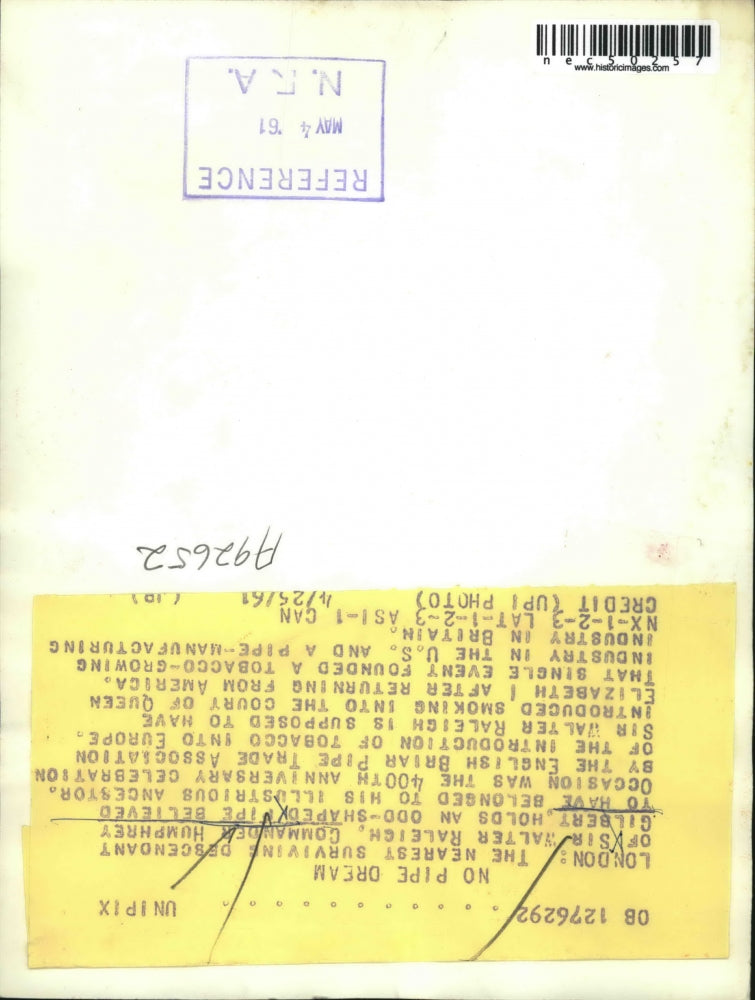 nec50257
www.historicimages.com
REFERENCE
MAY 4 '61
N.E.A.
A92652
OB 1276292 . . . . . . . . . . . UNIPIX
NO PIPE DREAM
LONDON: THE NEAREST SURVIVING DESCENDANT
OF SIR WALTER RALEIGH, COMMANDER HUMPHREY
GILBERT, HOLDS AN ODD-SHAPED PIPE BELIEVED
TO HAVE BELONGED TO HIS ILLUSTRIOUS ANCESTOR.
OCCASION WAS THE 400TH ANNIVERSARY CELEBRATION
BY THE ENGLISH BRIAR PIPE TRADE ASSOCIATION
OF THE INTRODUCTION OF TOBACCO INTO EUROPE.
SIR WALTER RALEIGH IS SUPPOSED TO HAVE
INTRODUCED SMOKING INTO THE COURT OF QUEEN
ELIZABETH I AFTER RETURNING FROM AMERICA.
THAT SINGLE EVENT FOUNDED A TOBACCO-GROWING
INDUSTRY IN THE U.S. AND A PIPE-MANUFACTURING
INDUSTRY IN BRITAIN.
NX-1-2-3 LAT-1-2-3 ASI-1 CAN
CREDIT (UPI PHOTO) 4/25/61 (JP)